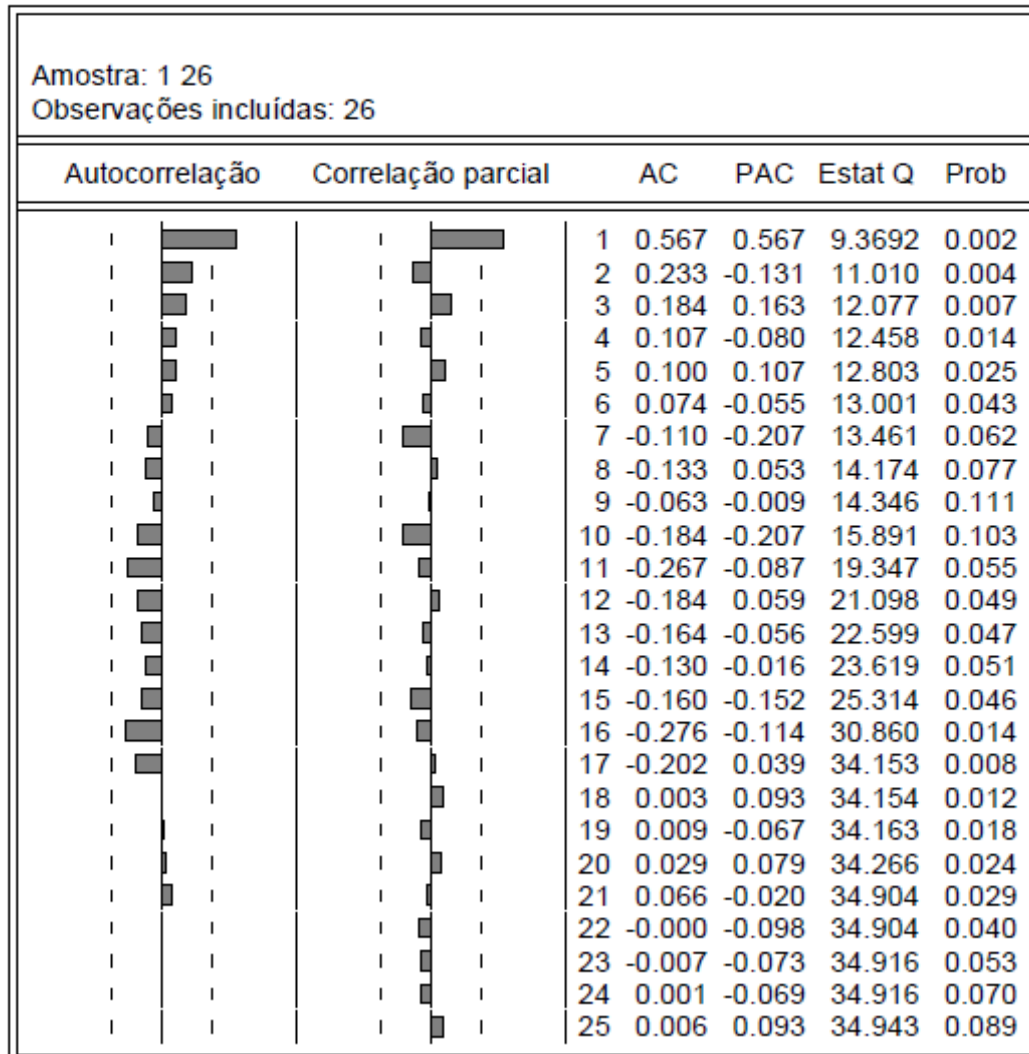 Amostra: 1 26
Observações incluídas: 26
Autocorrelação Correlação parcial AC PAC Estat Q Prob
1 0.567 0.567 9.3692 0.002
2 0.233 -0.131 11.010 0.004
3 0.184 0.163 12.077 0.007
4 0.107 -0.080 12.458 0.014
5 0.100 0.107 12.803 0.025
6 0.074 -0.055 13.001 0.043
7 -0.110 -0.207 13.461 0.062
8 -0.133 0.053 14.174 0.077
9 -0.063 -0.009 14.346 0.111
10 -0.184 -0.207 15.891 0.103
11 -0.267 -0.087 19.347 0.055
12 -0.184 0.059 21.098 0.049
13 -0.164 -0.056 22.599 0.047
14 -0.130 -0.016 23.619 0.051
15 -0.160 -0.152 25.314 0.046
16 -0.276 -0.114 30.860 0.014
17 -0.202 0.039 34.153 0.008
18 0.003 0.093 34.154 0.012
19 0.009 -0.067 34.163 0.018
20 0.029 0.079 34.266 0.024
21 0.066 -0.020 34.904 0.029
22 -0.000 -0.098 34.904 0.040
23 -0.007 -0.073 34.916 0.053
24 0.001 -0.069 34.916 0.070
25 0.006 0.093 34.943 0.089